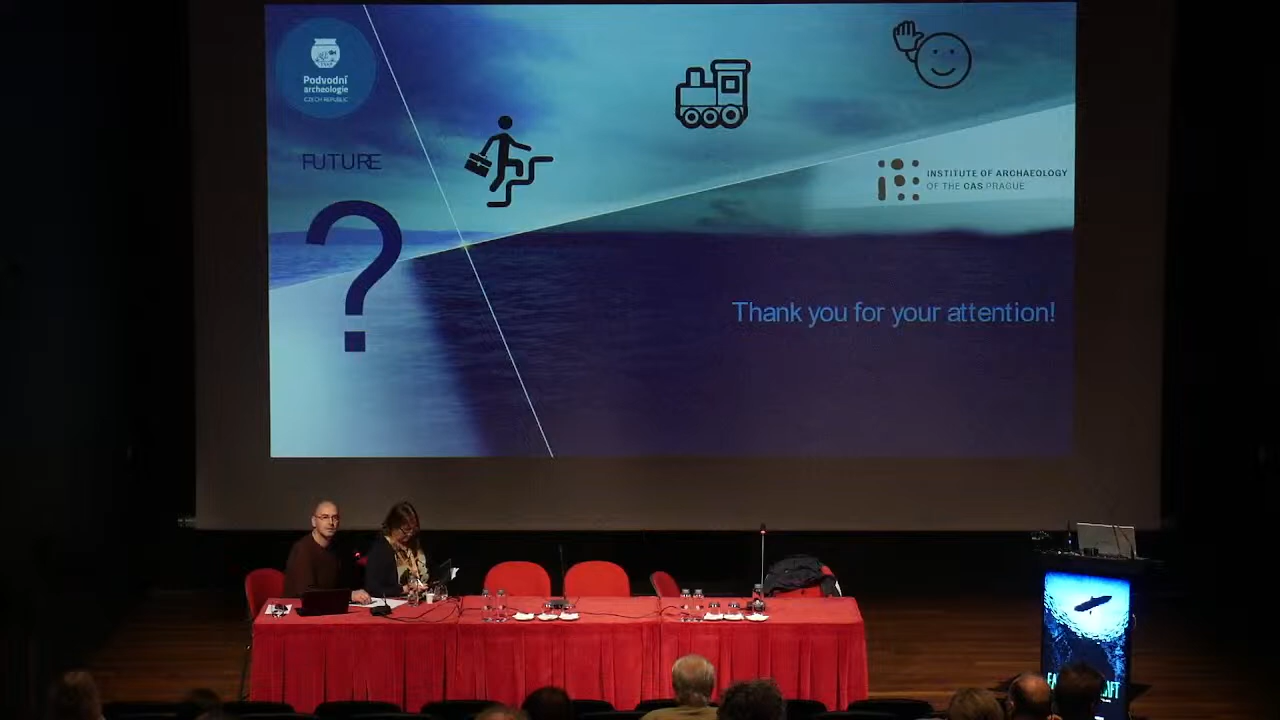 Podvodní
archeologie
CZECH REPUBLIC
FUTURE
?
INSTITUTE OF ARCHAEOLOGY
OF THE CAS PRAGUE
Thank you for your attention!